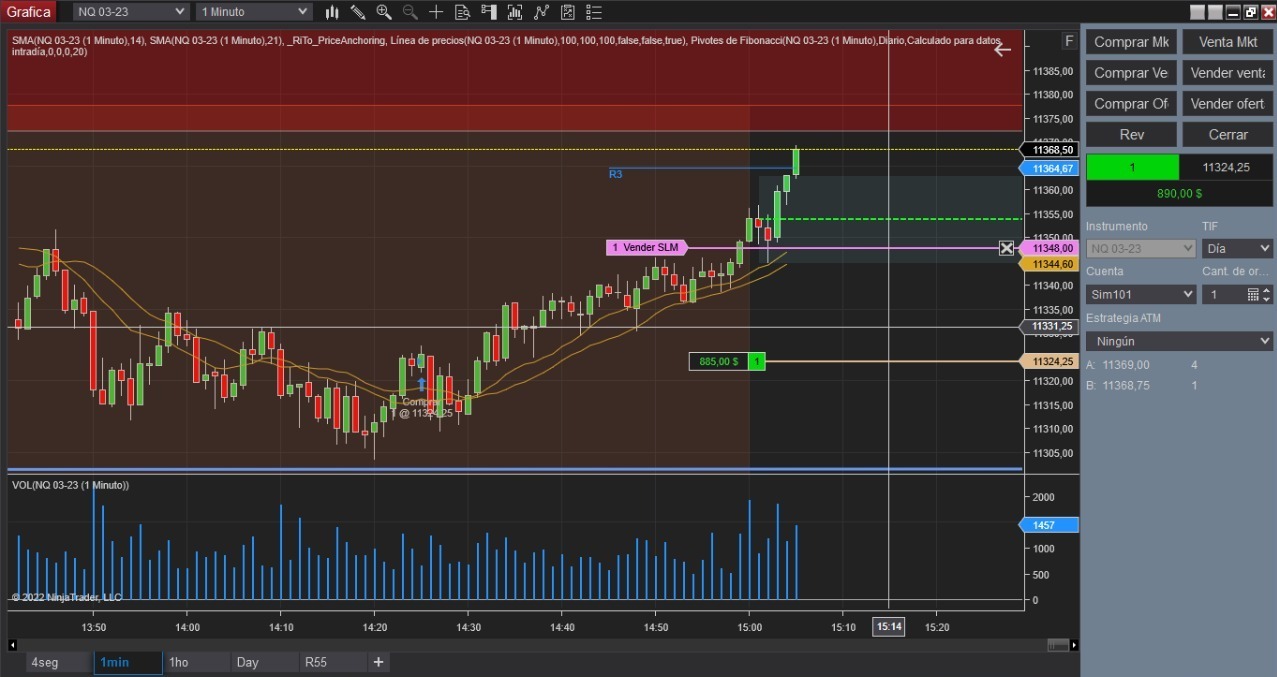 Grafica NQ 03-23 1 Minuto
SMA(NQ 03-23 (1 Minuto),14), SMA(NQ 03-23 (1 Minuto),21), _RiTo_PriceAnchoring, Línea de precios(NQ 03-23 (1 Minuto),100,100,100,false,false,true), Pivotes de Fibonacci(NQ 03-23 (1 Minuto),Diario,Calculado para datos
intradía,0,0,0,20)
F
11385,00
11380,00
11375,00
11368,50
11364,67
11360,00
11355,00
11350,00
11348,00
11344,60
11340,00
11335,00
11331,25
11324,25
11320,00
11315,00
11310,00
11305,00
R3
1 Vender SLM
885,00 $ 1
Compra
1 @ 11324,25
VOL(NQ 03-23 (1 Minuto))
2000
1457
1000
500
0
© 2022 NinjaTrader, LLC
13:50 14:00 14:10 14:20 14:30 14:40 14:50 15:00 15:10 15:14 15:20
4seg 1min 1ho Day R55 +
Comprar Mk Venta Mkt
Comprar Ve Vender venta
Comprar Of Vender ofert
Rev Cerrar
1 11324,25
890,00 $
Instrumento TIF
NQ 03-23 Día
Cuenta Cant. de or...
Sim101 1
Estrategia ATM
Ningún
A: 11369,00 4
B: 11368,75 1